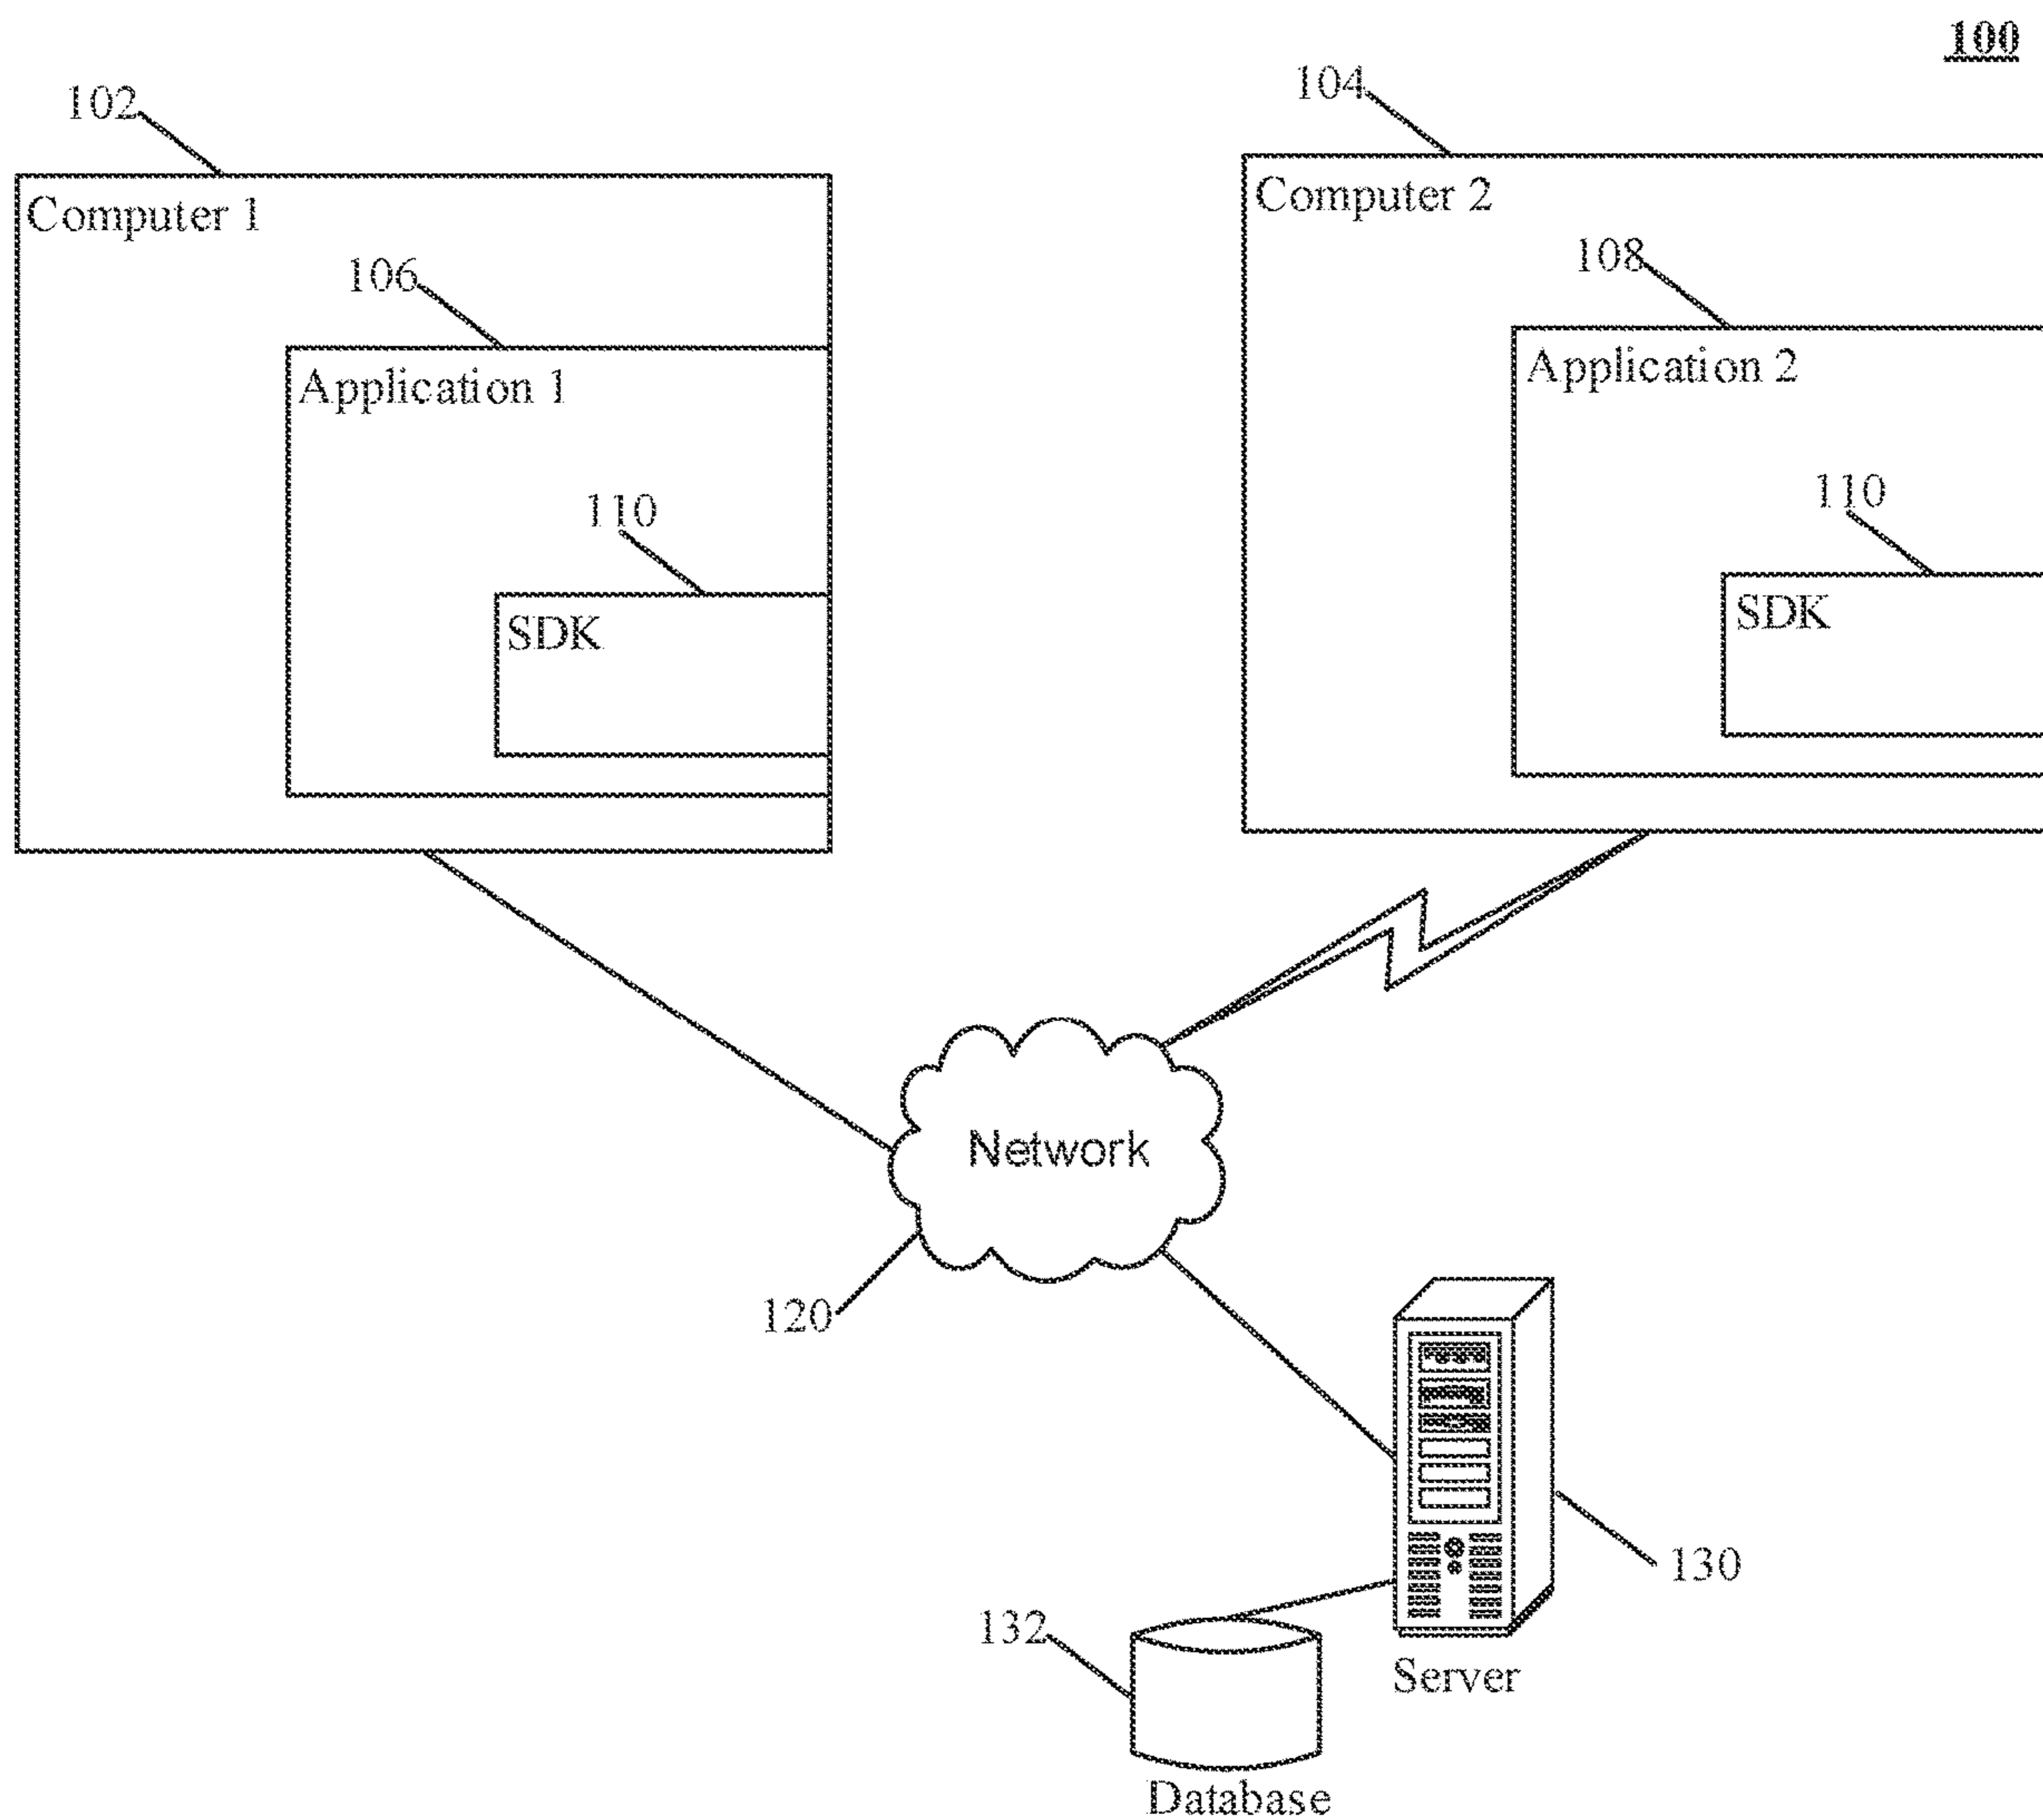 100
102
104
Computer 1
Computer 2
106
108
Application 1
Application 2
110
110
SDK
SDK
Network
120
130
132
Server
Database